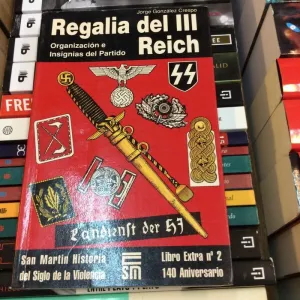 Jorge González Crespo
Regalia del III
Reich
Organización e
Insignias del Partido
Landienst der HJ
San Martín Historia
del Siglo de la Violencia
SM
Libro Extra nº 2
140 Aniversario